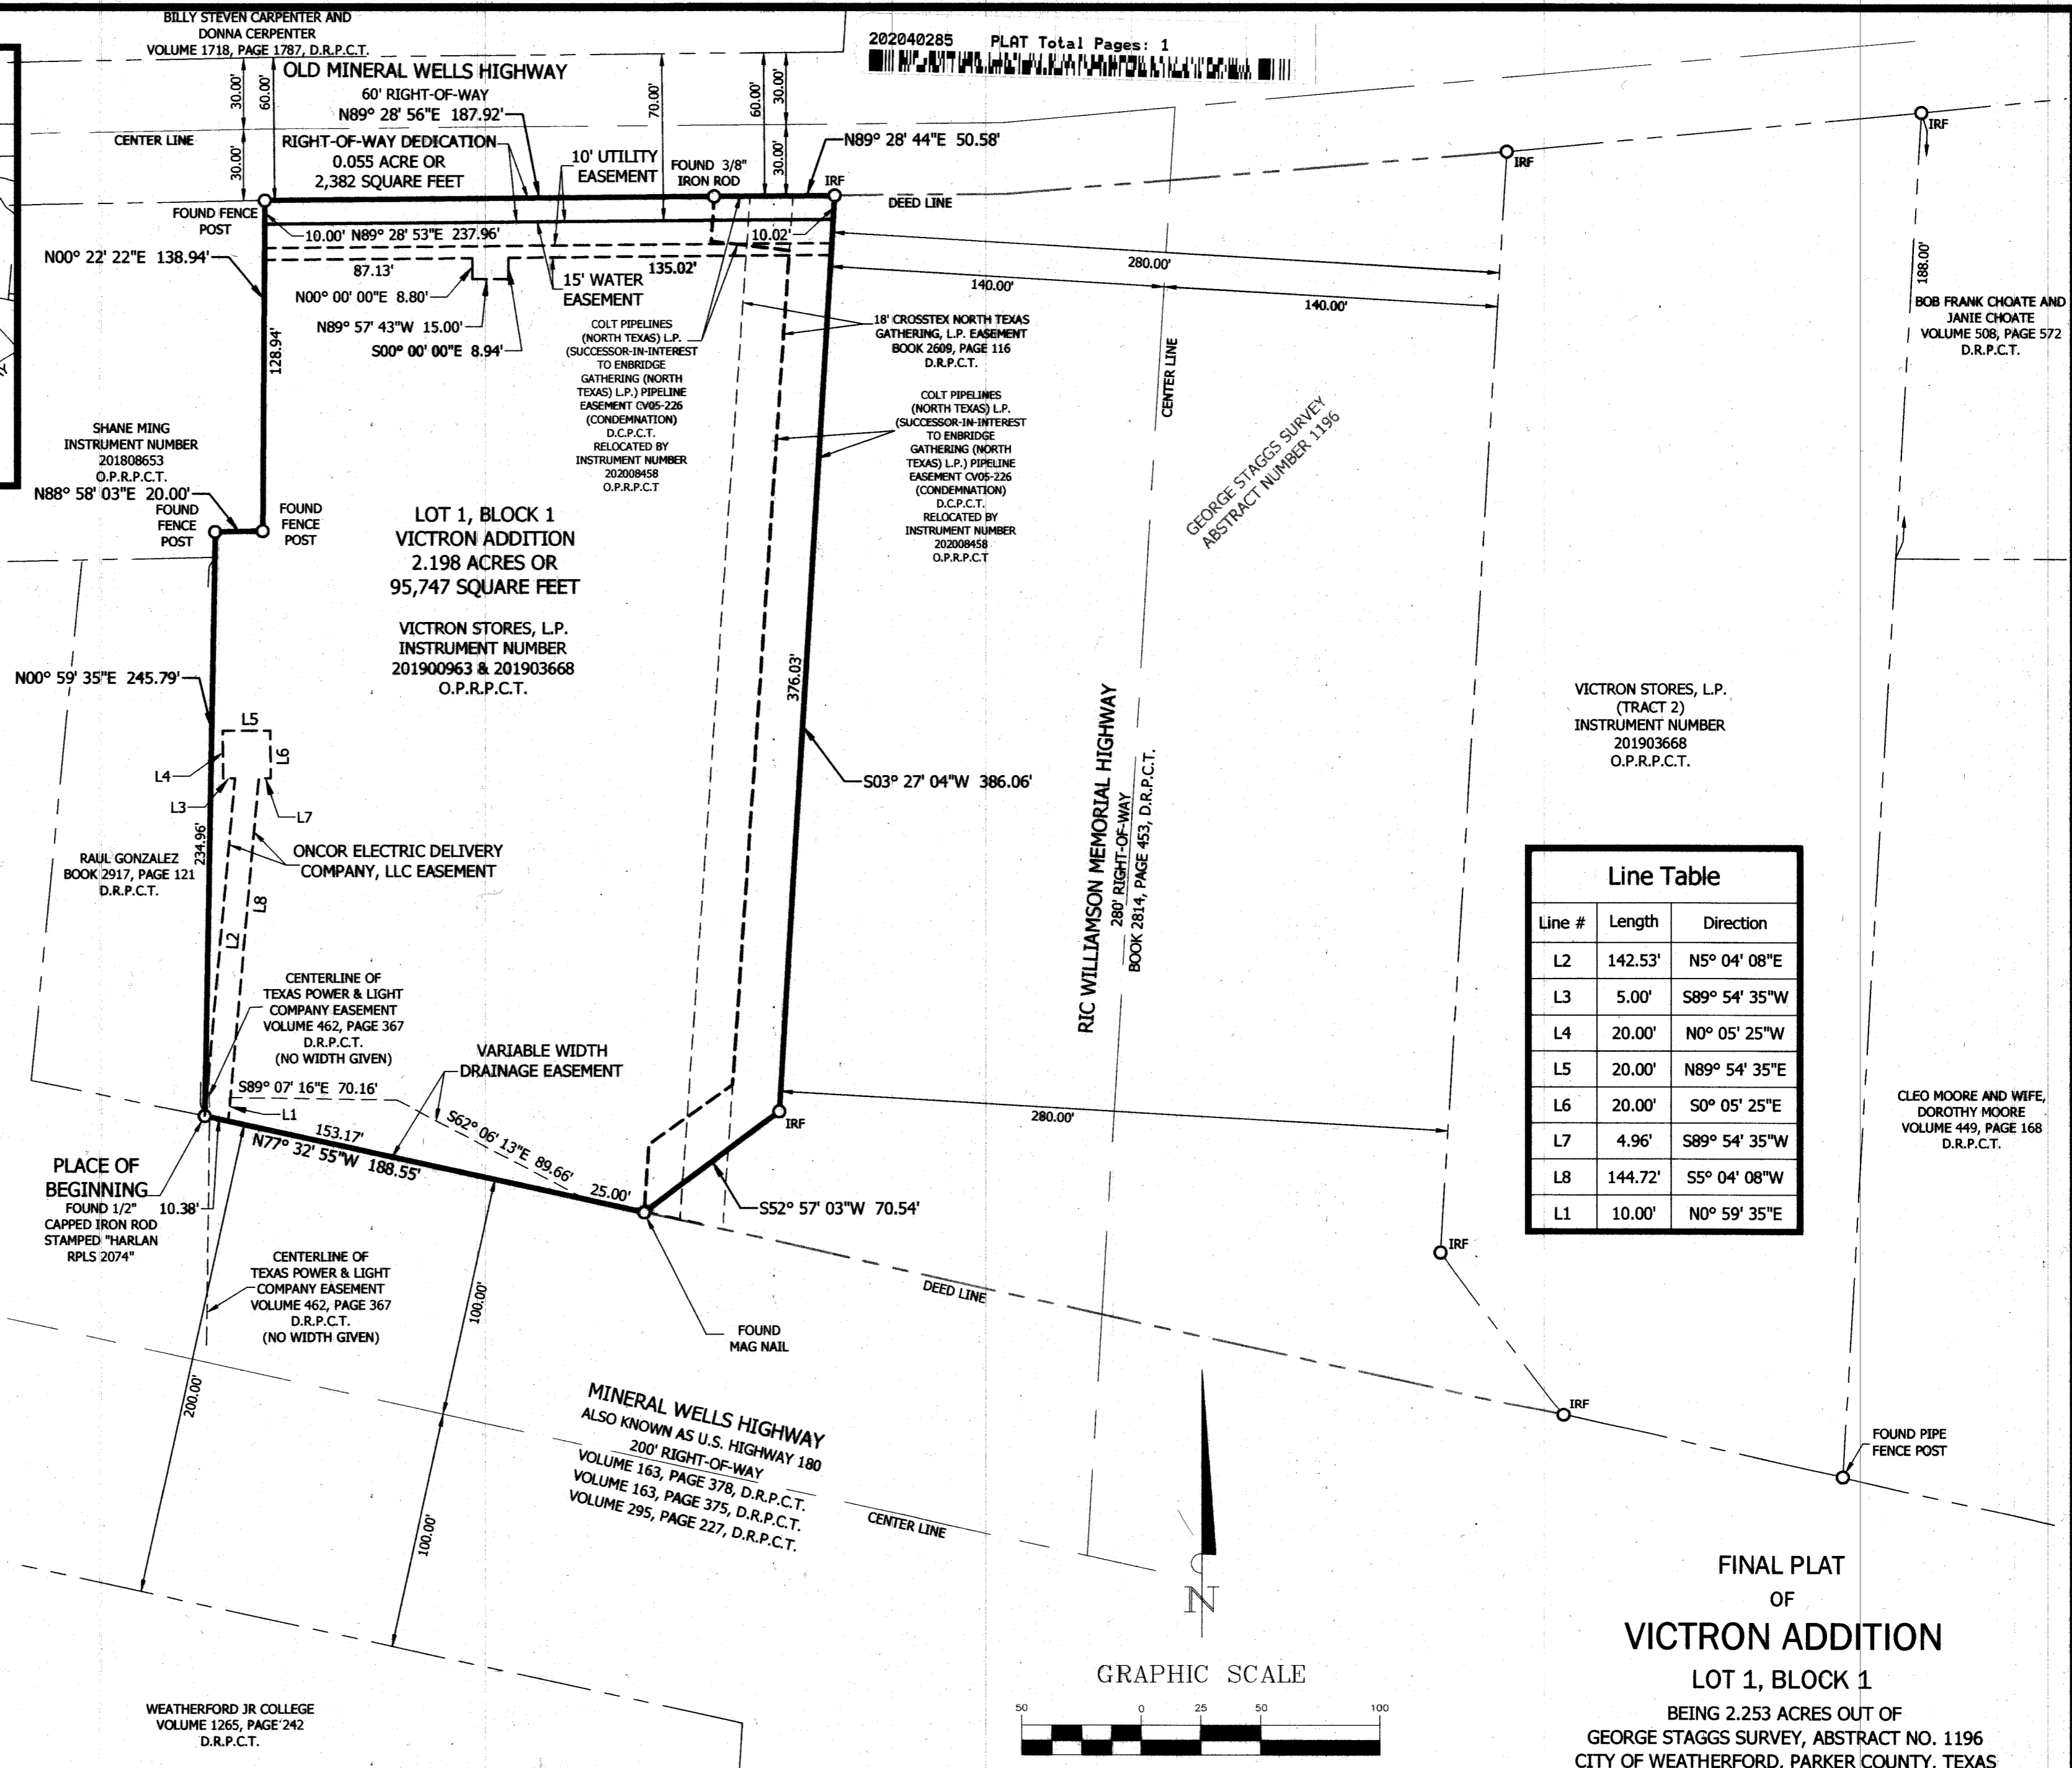 BILLY STEVEN CARPENTER AND
DONNA CERPENTER
VOLUME 1718, PAGE 1787, D.R.P.C.T.
202040285 PLAT Total Pages: 1
OLD MINERAL WELLS HIGHWAY
60' RIGHT-OF-WAY
N89° 28' 56"E 187.92'
30.00'
60.00'
70.00'
60.00'
30.00'
CENTER LINE
30.00'
30.00'
RIGHT-OF-WAY DEDICATION
0.055 ACRE OR
2,382 SQUARE FEET
10' UTILITY
EASEMENT
FOUND 3/8"
IRON ROD
N89° 28' 44"E 50.58'
IRF
IRF
IRF
DEED LINE
FOUND FENCE
POST
10.00' N89° 28' 53"E 237.96'
10.02'
N00° 22' 22"E 138.94'
87.13'
135.02'
15' WATER
EASEMENT
N00° 00' 00"E 8.80'
N89° 57' 43"W 15.00'
S00° 00' 00"E 8.94'
128.94'
280.00'
140.00'
140.00'
188.00'
COLT PIPELINES
(NORTH TEXAS) L.P.
(SUCCESSOR-IN-INTEREST
TO ENBRIDGE
GATHERING (NORTH
TEXAS) L.P.) PIPELINE
EASEMENT CV05-226
(CONDEMNATION)
D.C.P.C.T.
RELOCATED BY
INSTRUMENT NUMBER
202008458
O.P.R.P.C.T
18' CROSSTEX NORTH TEXAS
GATHERING, L.P. EASEMENT
BOOK 2609, PAGE 116
D.R.P.C.T.
COLT PIPELINES
(NORTH TEXAS) L.P.
(SUCCESSOR-IN-INTEREST
TO ENBRIDGE
GATHERING (NORTH
TEXAS) L.P.) PIPELINE
EASEMENT CV05-226
(CONDEMNATION)
D.C.P.C.T.
RELOCATED BY
INSTRUMENT NUMBER
202008458
O.P.R.P.C.T
CENTER LINE
GEORGE STAGGS SURVEY
ABSTRACT NUMBER 1196
BOB FRANK CHOATE AND
JANIE CHOATE
VOLUME 508, PAGE 572
D.R.P.C.T.
SHANE MING
INSTRUMENT NUMBER
201808653
O.P.R.P.C.T.
N88° 58' 03"E 20.00'
FOUND
FENCE
POST
FOUND
FENCE
POST
LOT 1, BLOCK 1
VICTRON ADDITION
2.198 ACRES OR
95,747 SQUARE FEET
VICTRON STORES, L.P.
INSTRUMENT NUMBER
201900963 & 201903668
O.P.R.P.C.T.
N00° 59' 35"E 245.79'
376.03'
S03° 27' 04"W 386.06'
L5
L6
L4
L3
L7
234.96'
RAUL GONZALEZ
BOOK 2917, PAGE 121
D.R.P.C.T.
ONCOR ELECTRIC DELIVERY
COMPANY, LLC EASEMENT
L8
L2
RIC WILLIAMSON MEMORIAL HIGHWAY
280' RIGHT-OF-WAY
BOOK 2814, PAGE 453, D.R.P.C.T.
VICTRON STORES, L.P.
(TRACT 2)
INSTRUMENT NUMBER
201903668
O.P.R.P.C.T.
Line Table
Line # Length Direction
L2 142.53' N5° 04' 08"E
L3 5.00' S89° 54' 35"W
L4 20.00' N0° 05' 25"W
L5 20.00' N89° 54' 35"E
L6 20.00' S0° 05' 25"E
L7 4.96' S89° 54' 35"W
L8 144.72' S5° 04' 08"W
L1 10.00' N0° 59' 35"E
CLEO MOORE AND WIFE,
DOROTHY MOORE
VOLUME 449, PAGE 168
D.R.P.C.T.
CENTERLINE OF
TEXAS POWER & LIGHT
COMPANY EASEMENT
VOLUME 462, PAGE 367
D.R.P.C.T.
(NO WIDTH GIVEN)
VARIABLE WIDTH
DRAINAGE EASEMENT
S89° 07' 16"E 70.16'
L1
153.17'
N77° 32' 55"W 188.55'
S62° 06' 13"E 89.66'
25.00'
IRF
280.00'
S52° 57' 03"W 70.54'
PLACE OF
BEGINNING
FOUND 1/2"
CAPPED IRON ROD
STAMPED "HARLAN
RPLS 2074"
10.38'
CENTERLINE OF
TEXAS POWER & LIGHT
COMPANY EASEMENT
VOLUME 462, PAGE 367
D.R.P.C.T.
(NO WIDTH GIVEN)
100.00'
200.00'
100.00'
FOUND
MAG NAIL
DEED LINE
IRF
IRF
FOUND PIPE
FENCE POST
MINERAL WELLS HIGHWAY
ALSO KNOWN AS U.S. HIGHWAY 180
200' RIGHT-OF-WAY
VOLUME 163, PAGE 378, D.R.P.C.T.
VOLUME 163, PAGE 375, D.R.P.C.T.
VOLUME 295, PAGE 227, D.R.P.C.T.
CENTER LINE
N
GRAPHIC SCALE
50 0 25 50 100
WEATHERFORD JR COLLEGE
VOLUME 1265, PAGE 242
D.R.P.C.T.
FINAL PLAT
OF
VICTRON ADDITION
LOT 1, BLOCK 1
BEING 2.253 ACRES OUT OF
GEORGE STAGGS SURVEY, ABSTRACT NO. 1196
CITY OF WEATHERFORD, PARKER COUNTY, TEXAS